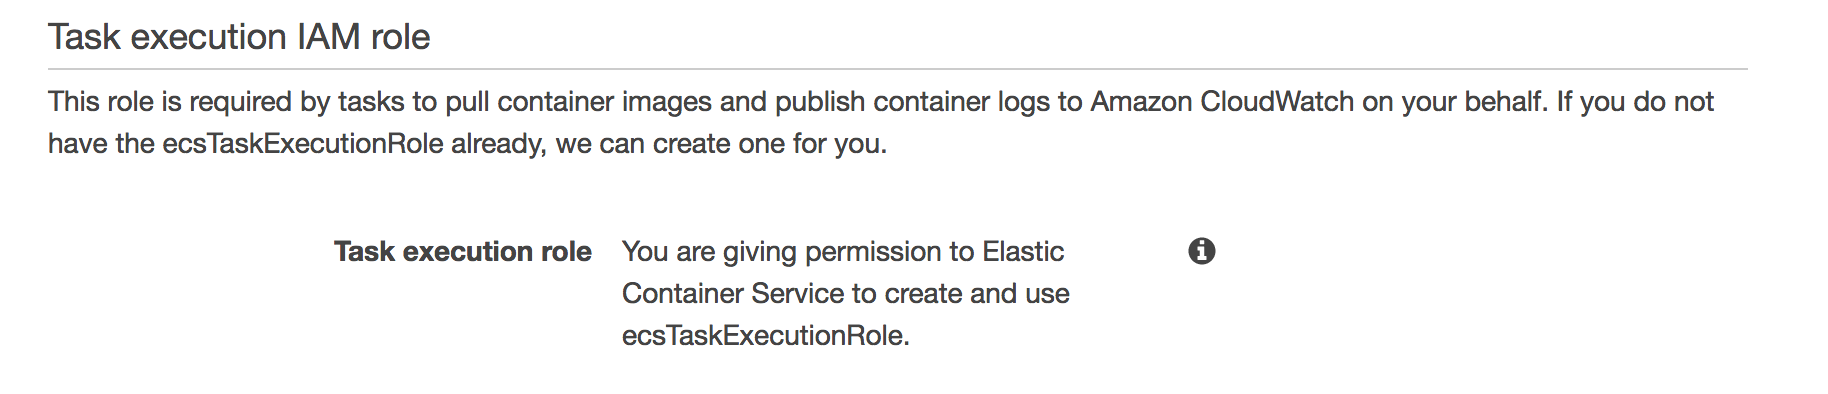 Task execution IAM role
This role is required by tasks to pull container images and publish container logs to Amazon CloudWatch on your behalf. If you do not
have the ecsTaskExecutionRole already, we can create one for you.
Task execution role You are giving permission to Elastic
Container Service to create and use
ecsTaskExecutionRole.